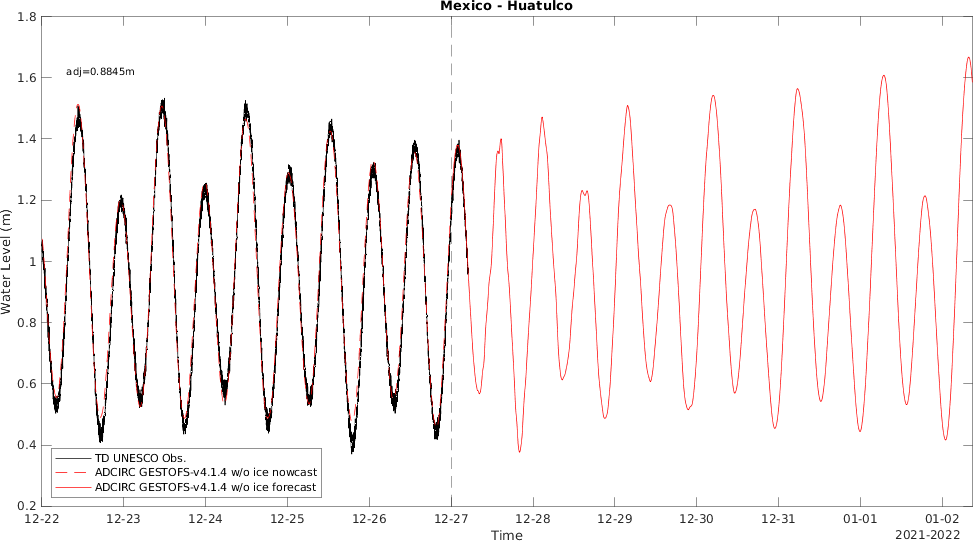 Mexico - Huatulco
1.8
1.6
1.4
1.2
1
0.8
0.6
0.4
0.2
Water Level (m)
adj=0.8845m
TD UNESCO Obs.
ADCIRC GESTOFS-v4.1.4 w/o ice nowcast
ADCIRC GESTOFS-v4.1.4 w/o ice forecast
12-22 12-23 12-24 12-25 12-26 12-27 12-28 12-29 12-30 12-31 01-01 01-02
Time
2021-2022